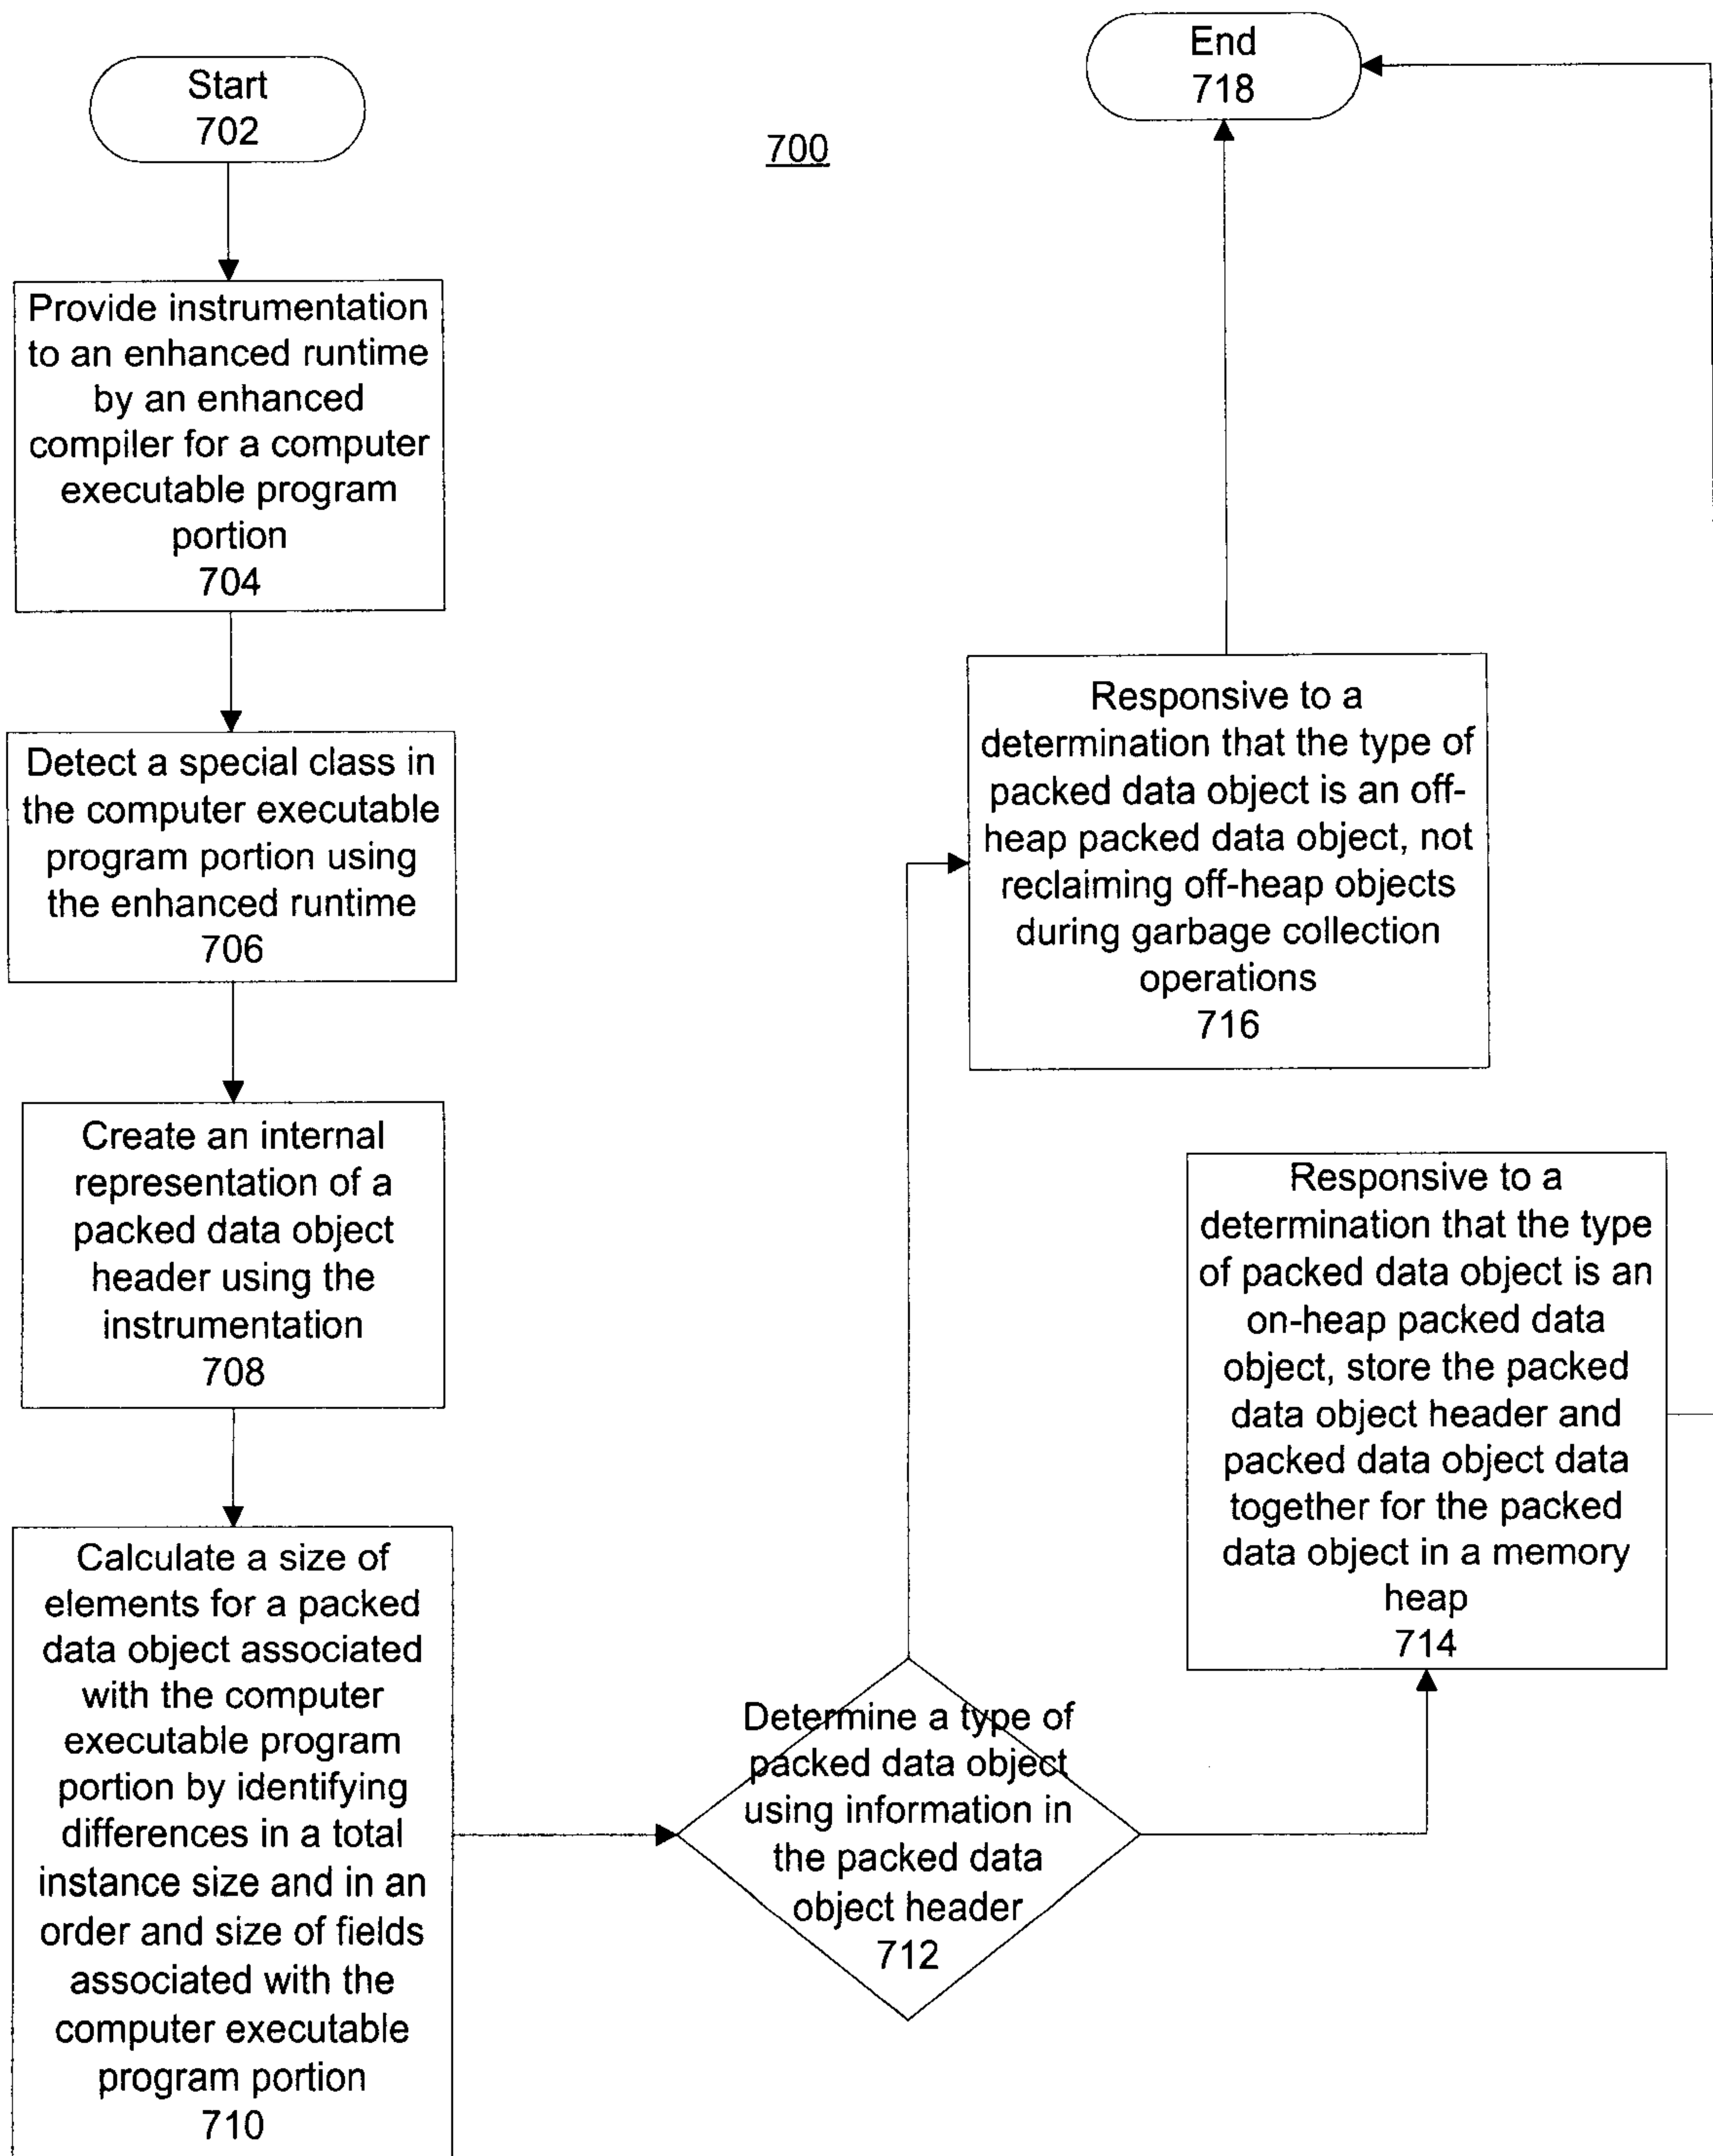 Start
702
Provide instrumentation
to an enhanced runtime
by an enhanced
compiler for a computer
executable program
portion
704
Detect a special class in
the computer executable
program portion using
the enhanced runtime
706
Create an internal
representation of a
packed data object
header using the
instrumentation
708
Calculate a size of
elements for a packed
data object associated
with the computer
executable program
portion by identifying
differences in a total
instance size and in an
order and size of fields
associated with the
computer executable
program portion
710
700
Determine a type of
packed data object
using information in
the packed data
object header
712
Responsive to a
determination that the type of
packed data object is an off-
heap packed data object, not
reclaiming off-heap objects
during garbage collection
operations
716
Responsive to a
determination that the type
of packed data object is an
on-heap packed data
object, store the packed
data object header and
packed data object data
together for the packed
data object in a memory
heap
714
End
718